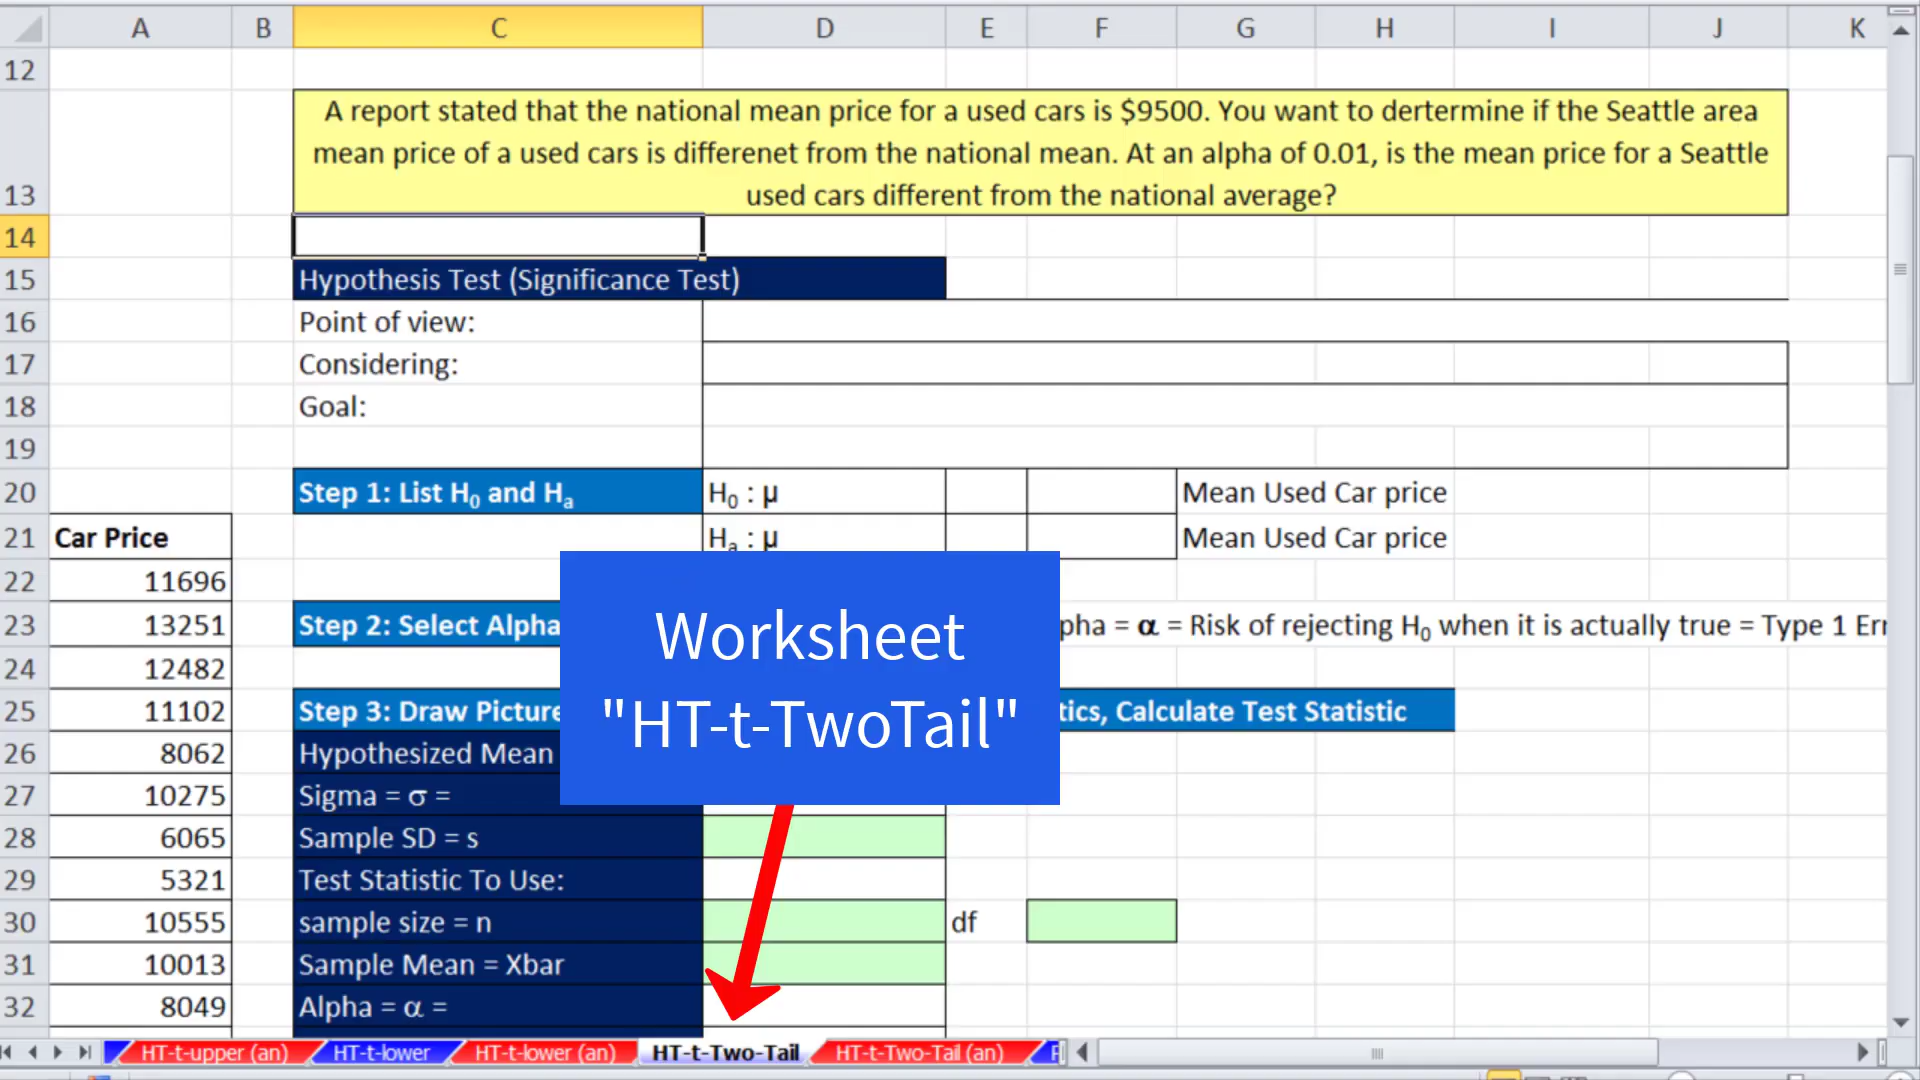 A B C D E F G H I J K
12
A report stated that the national mean price for a used cars is $9500. You want to dertermine if the Seattle area
mean price of a used cars is differenet from the national mean. At an alpha of 0.01, is the mean price for a Seattle
13 used cars different from the national average?
14
15 Hypothesis Test (Significance Test)
16 Point of view:
17 Considering:
18 Goal:
19
20 Step 1: List H₀ and Hₐ H₀ : μ Mean Used Car price
21 Car Price Hₐ : μ Mean Used Car price
22 11696
23 13251 Step 2: Select Alpha pha = α = Risk of rejecting H₀ when it is actually true = Type 1 Err
24 12482
25 11102 Step 3: Draw Picture tics, Calculate Test Statistic
26 8062 Hypothesized Mean
27 10275 Sigma = σ =
28 6065 Sample SD = s
29 5321 Test Statistic To Use:
30 10555 sample size = n df
31 10013 Sample Mean = Xbar
32 8049 Alpha = α =
Worksheet
"HT-t-TwoTail"
HT-t-upper (an) HT-t-lower HT-t-lower (an) HT-t-Two-Tail HT-t-Two-Tail (an)